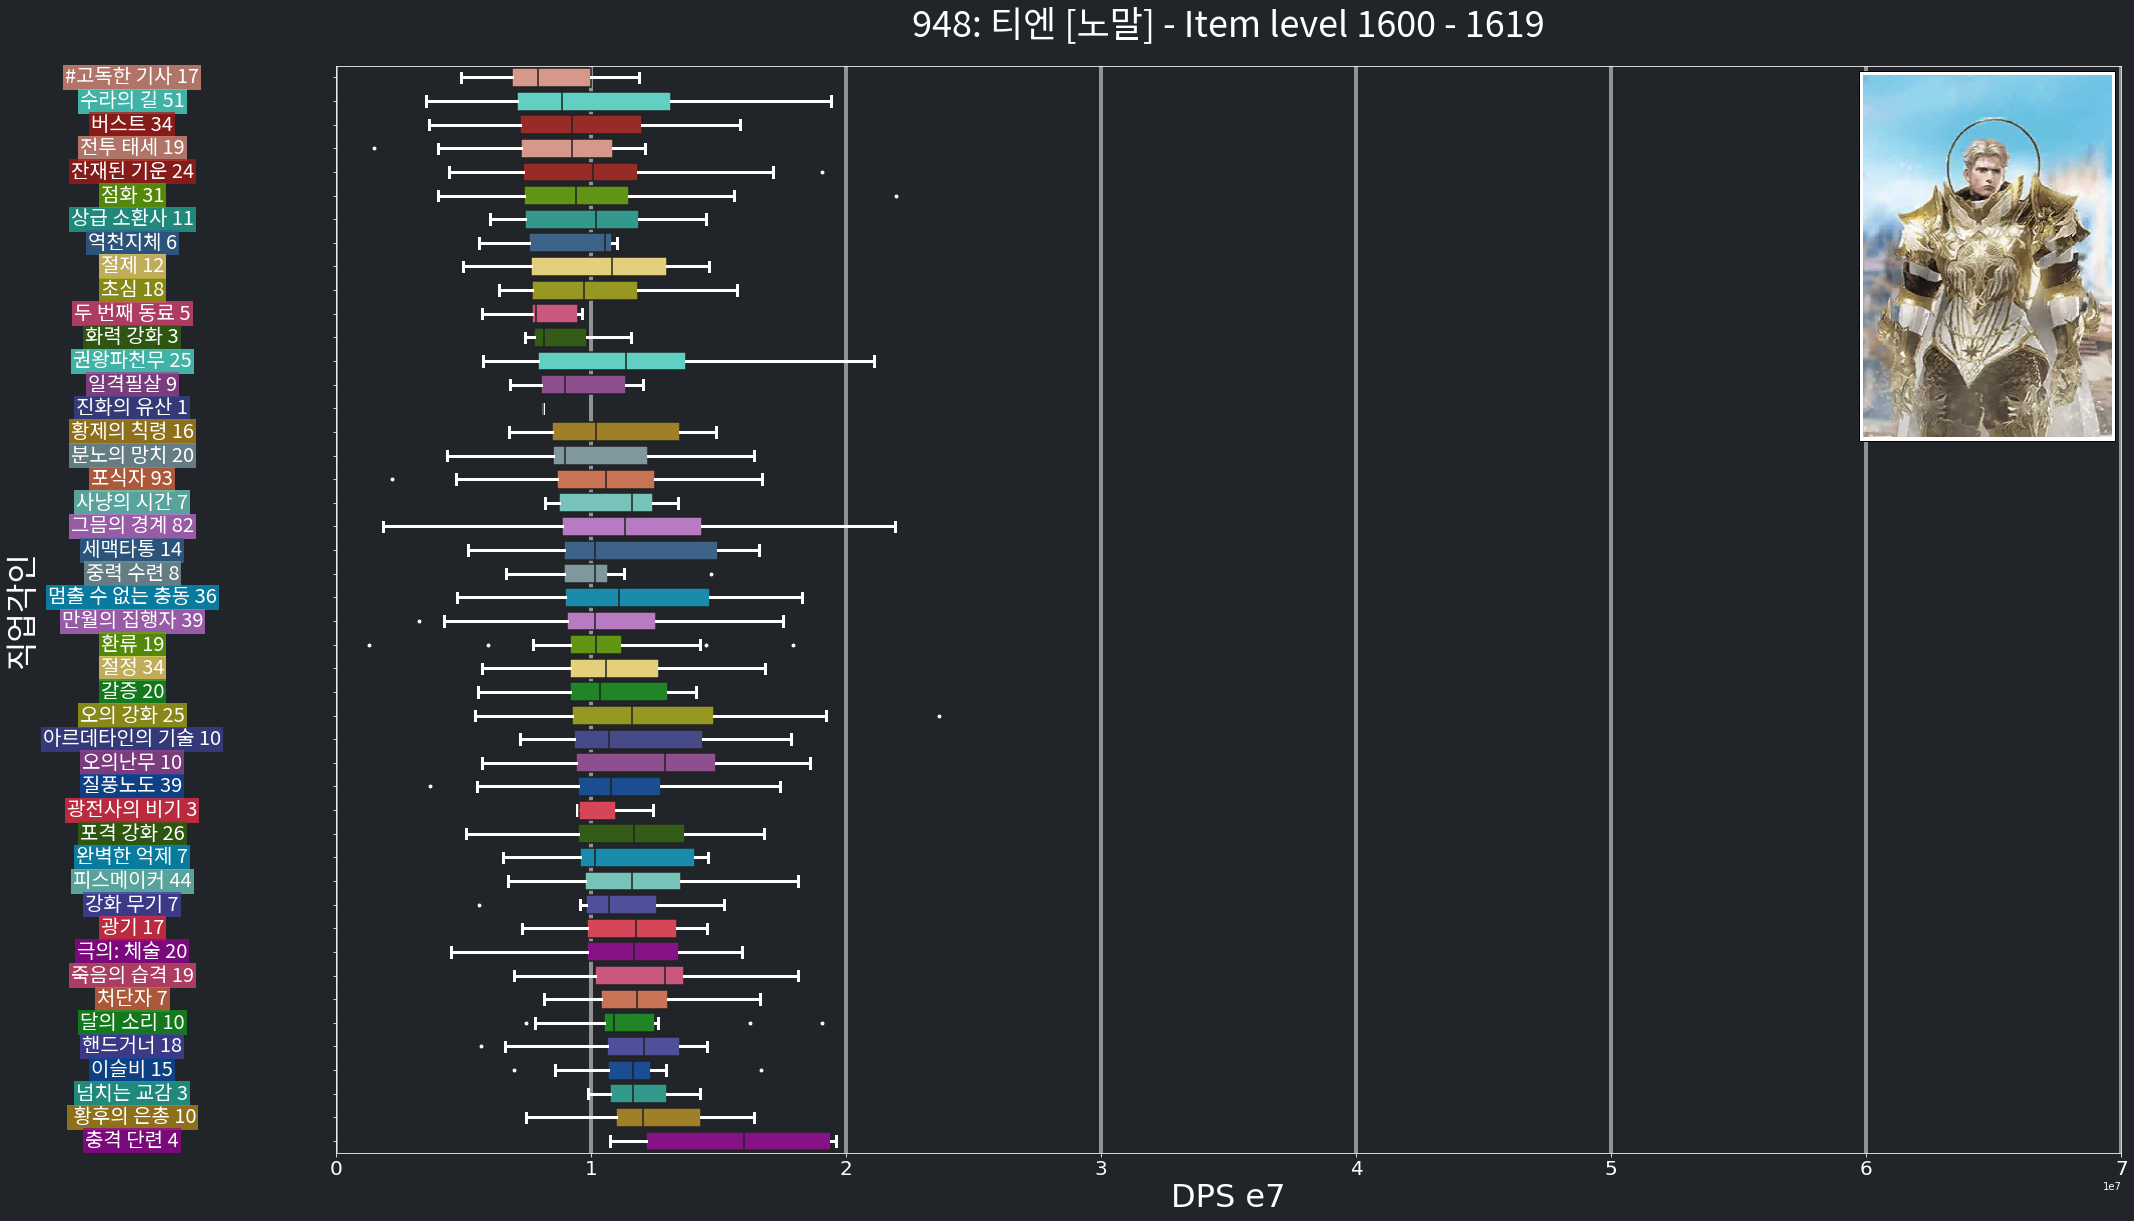 948: 티엔 [노말] - Item level 1600 - 1619
#고독한 기사 17
수라의 길 51
버스트 34
전투 태세 19
잔재된 기운 24
점화 31
상급 소환사 11
역천지체 6
절제 12
초심 18
두 번째 동료 5
화력 강화 3
권왕파천무 25
일격필살 9
진화의 유산 1
황제의 칙령 16
분노의 망치 20
포식자 93
사냥의 시간 7
그믐의 경계 82
세맥타통 14
중력 수련 8
멈출 수 없는 충동 36
만월의 집행자 39
환류 19
절정 34
갈증 20
오의 강화 25
아르데타인의 기술 10
오의난무 10
질풍노도 39
광전사의 비기 3
포격 강화 26
완벽한 억제 7
피스메이커 44
강화 무기 7
광기 17
극의: 체술 20
죽음의 습격 19
처단자 7
달의 소리 10
핸드거너 18
이슬비 15
넘치는 교감 3
황후의 은총 10
충격 단련 4
직업각인
0 1 2 3 4 5 6 7
1e7
DPS e7